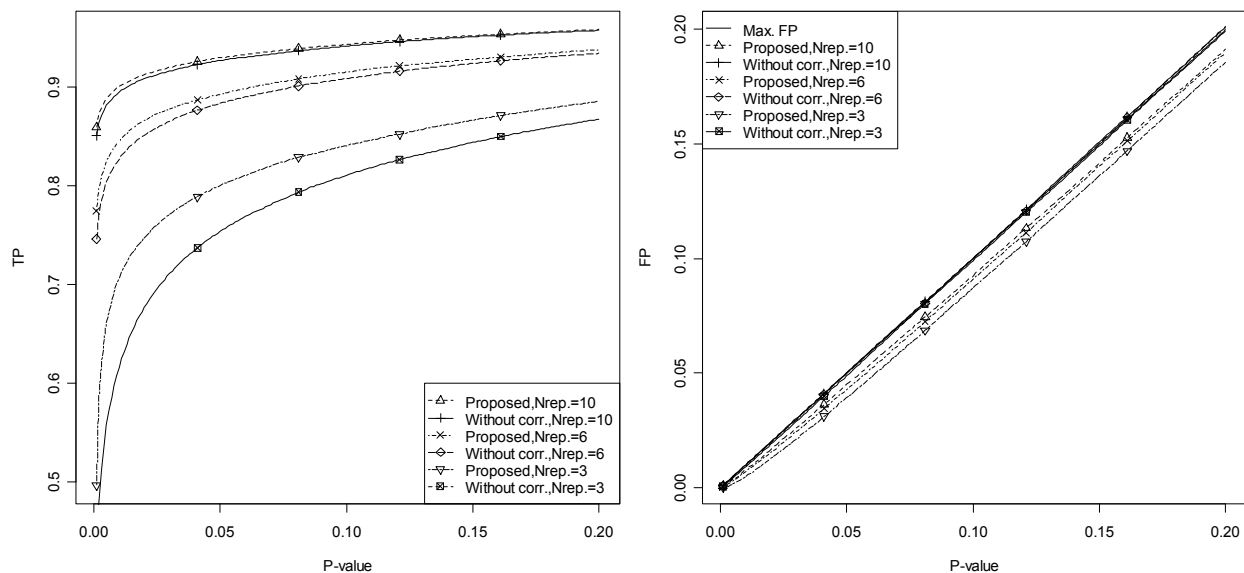 0.9
0.8
0.7
0.6
0.5
TP
Proposed,Nrep.=10
Without corr.,Nrep.=10
Proposed,Nrep.=6
Without corr.,Nrep.=6
Proposed,Nrep.=3
Without corr.,Nrep.=3
0.00 0.05 0.10 0.15 0.20
P-value
Max. FP
Proposed,Nrep.=10
Without corr.,Nrep.=10
Proposed,Nrep.=6
Without corr.,Nrep.=6
Proposed,Nrep.=3
Without corr.,Nrep.=3
0.20
0.15
0.10
0.05
0.00
FP
0.00 0.05 0.10 0.15 0.20
P-value